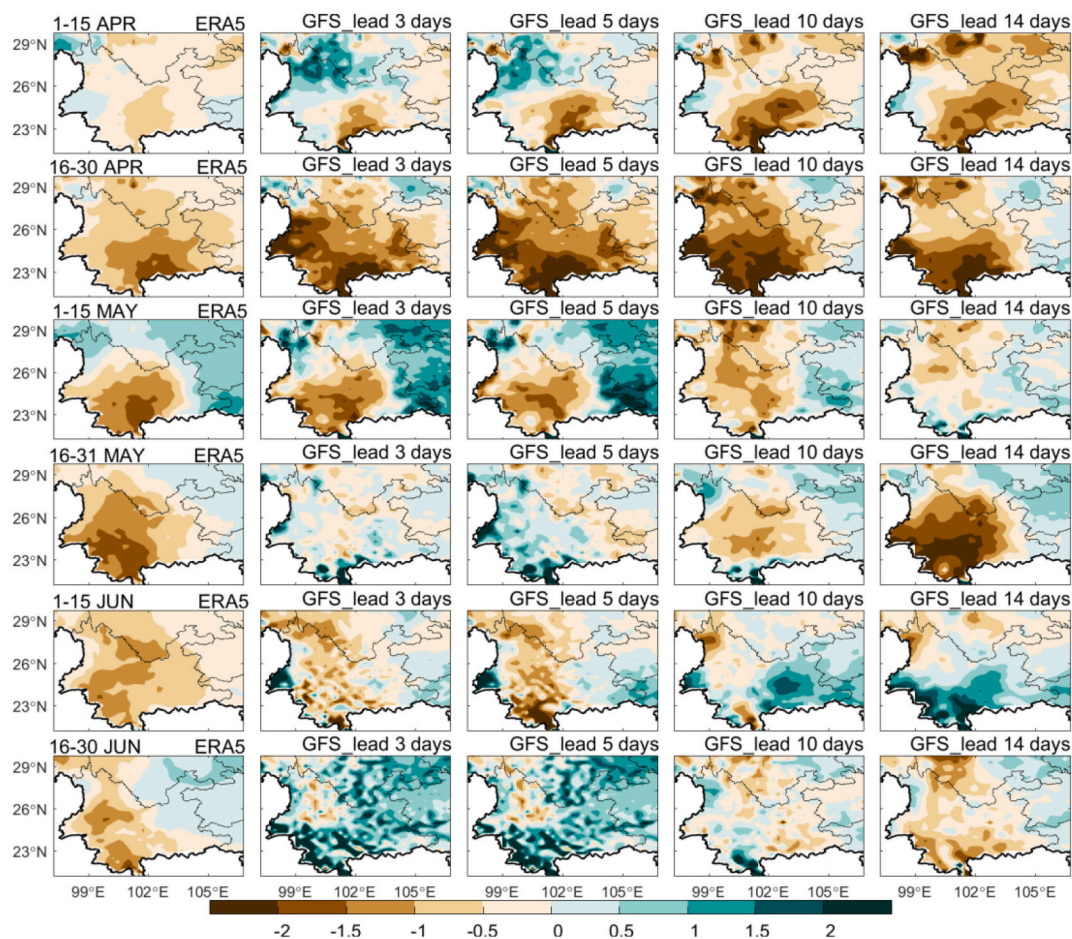 1-15 APR ERA5 GFS_lead 3 days GFS_lead 5 days GFS_lead 10 days GFS_lead 14 days
29°N
26°N
23°N
16-30 APR ERA5 GFS_lead 3 days GFS_lead 5 days GFS_lead 10 days GFS_lead 14 days
29°N
26°N
23°N
1-15 MAY ERA5 GFS_lead 3 days GFS_lead 5 days GFS_lead 10 days GFS_lead 14 days
29°N
26°N
23°N
16-31 MAY ERA5 GFS_lead 3 days GFS_lead 5 days GFS_lead 10 days GFS_lead 14 days
29°N
26°N
23°N
1-15 JUN ERA5 GFS_lead 3 days GFS_lead 5 days GFS_lead 10 days GFS_lead 14 days
29°N
26°N
23°N
16-30 JUN ERA5 GFS_lead 3 days GFS_lead 5 days GFS_lead 10 days GFS_lead 14 days
29°N
26°N
23°N
99°E 102°E 105°E 99°E 102°E 105°E 99°E 102°E 105°E 99°E 102°E 105°E 99°E 102°E 105°E
-2 -1.5 -1 -0.5 0 0.5 1 1.5 2